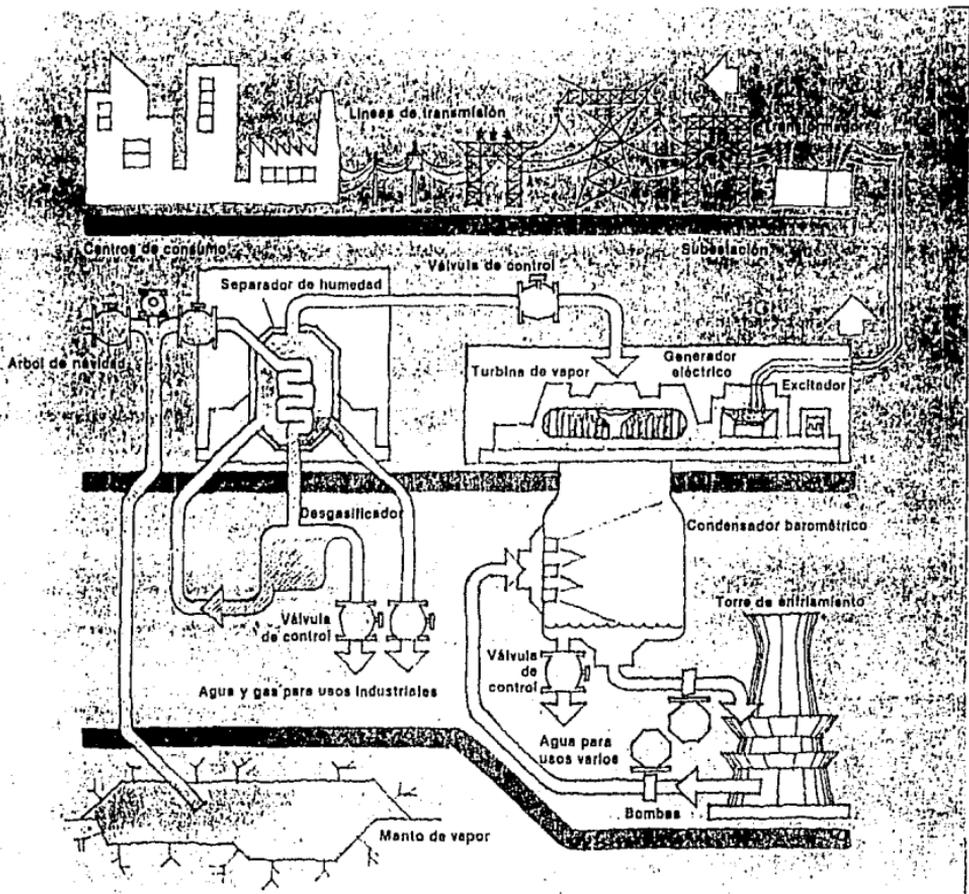 Líneas de transmisión
Transformador
Centros de consumo
Subestación
Válvula de control
Separador de humedad
Arbol de navidad
Turbina de vapor
Generador
eléctrico
Excitador
Desgasificador
Condensador barométrico
Torre de enfriamiento
Válvula
de control
Válvula
de
control
Agua y gas para usos industriales
Agua para
usos varios
Bombas
Manto de vapor